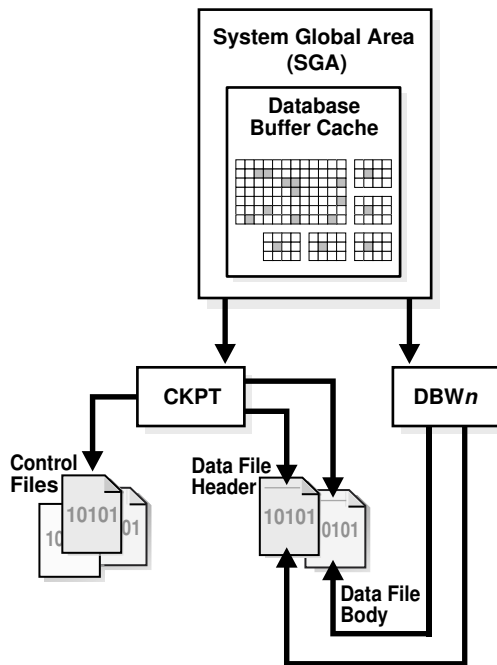 System Global Area
(SGA)
Database
Buffer Cache
CKPT
DBWn
Control
Files
Data File
Header
10101
10
01
10101
0101
Data File
Body